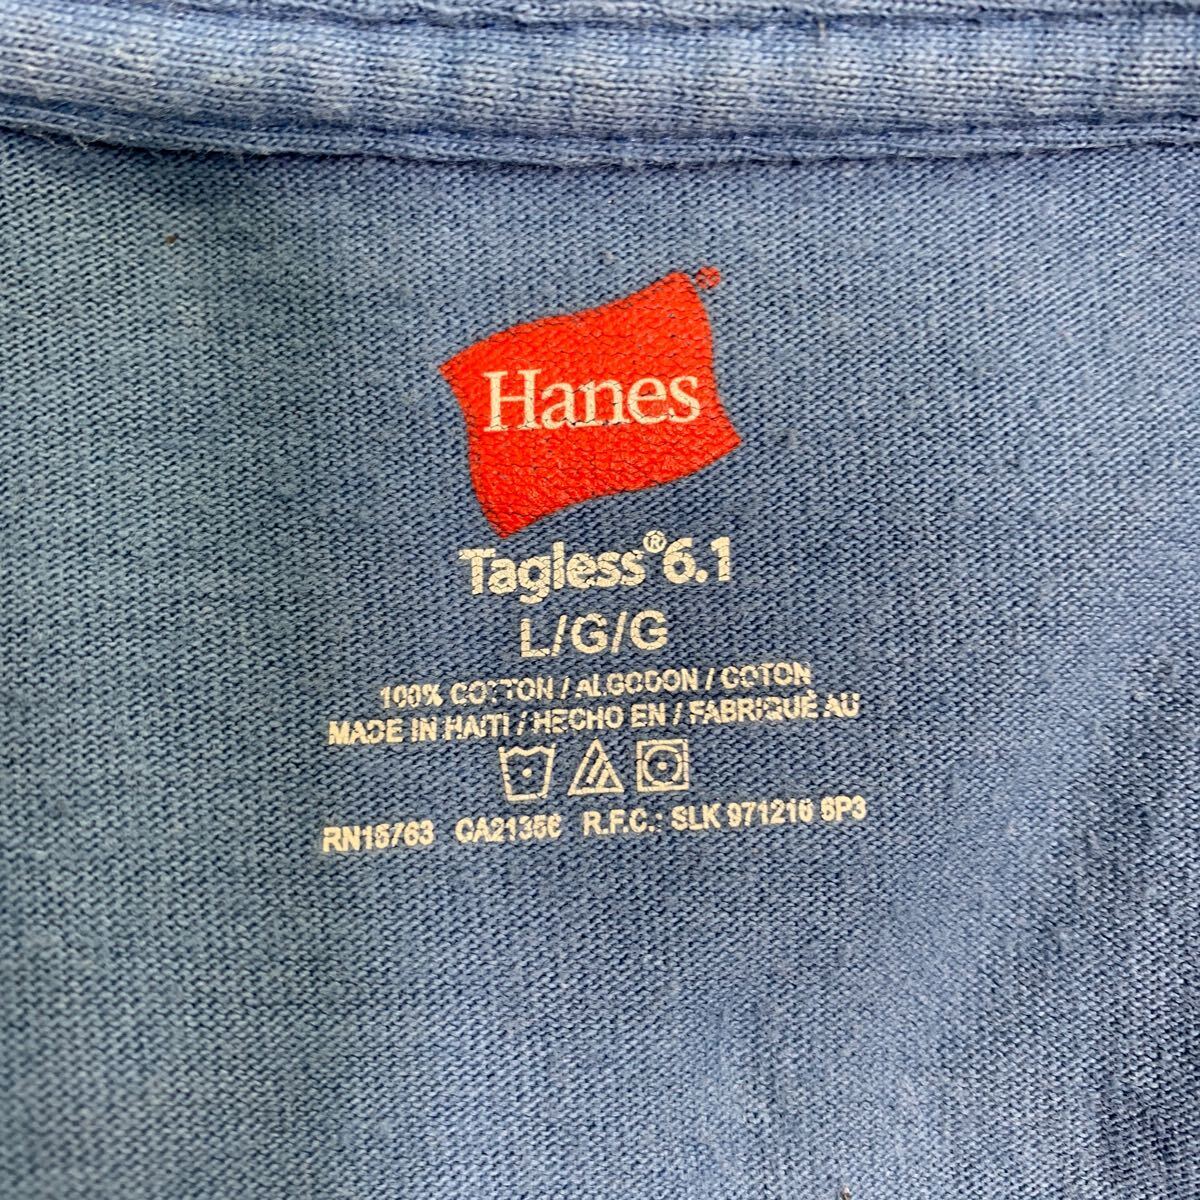 Hanes®
Tagless® 6.1
L/G/G
100% COTTON / ALGODON / COTON
MADE IN HAITI / HECHO EN / FABRIQUÉ AU
RN15763 CA21356 R.F.C.: SLK 971216 6P3